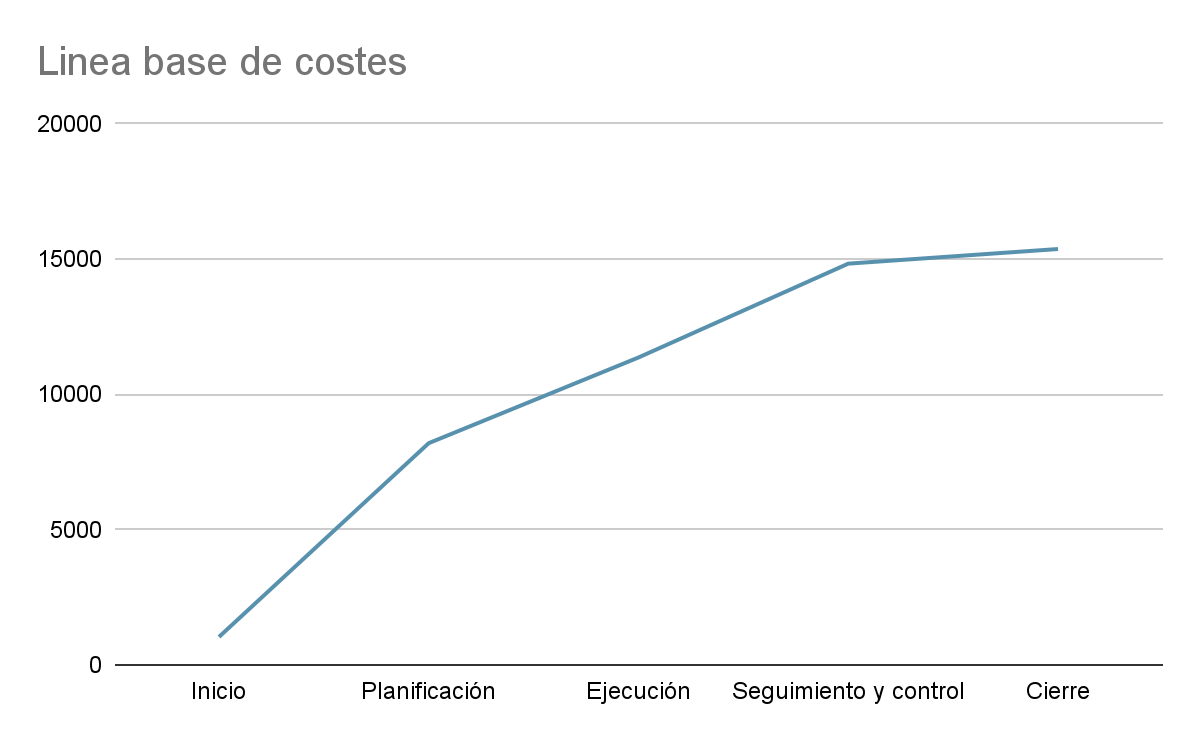 Linea base de costes
20000
15000
10000
5000
0
Inicio Planificación Ejecución Seguimiento y control Cierre